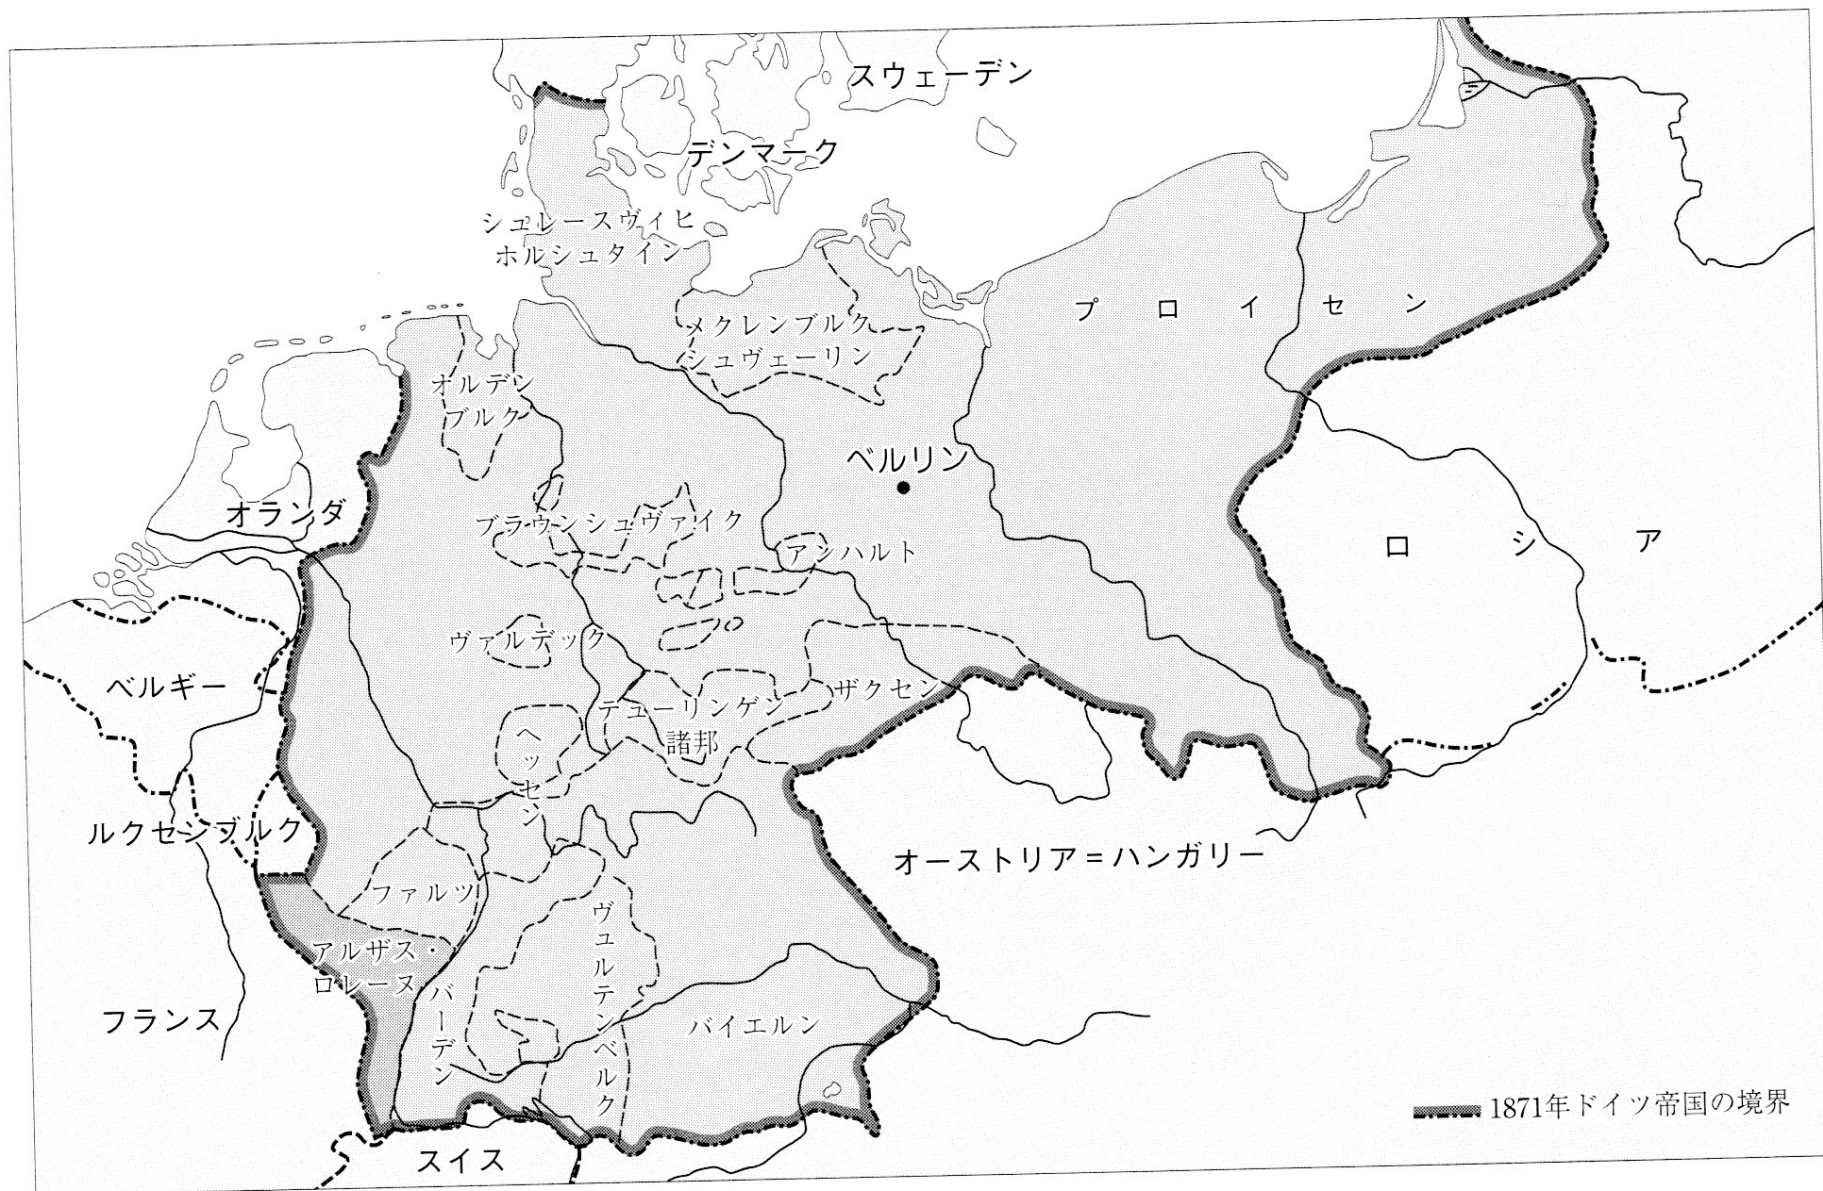 スウェーデン
デンマーク
シュレースヴィヒ
ホルシュタイン
プロイセン
メクレンブルク
シュヴェーリン
オルデン
ブルク
ベルリン
オランダ
ブラウンシュヴァイク
アンハルト
ロシア
ヴァルデック
ベルギー
ザクセン
テューリンゲン
諸邦
ヘッセン
ルクセンブルク
オーストリア=ハンガリー
ファルツ
ヴュルテンベルク
アルザス・
ロレーヌ
バーデン
フランス
バイエルン
1871年ドイツ帝国の境界
スイス